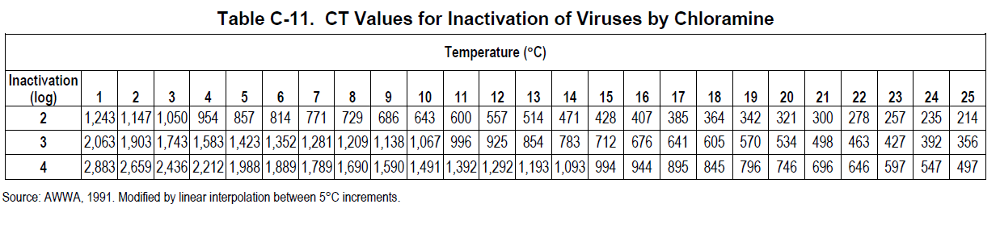 Table C-11. CT Values for Inactivation of Viruses by Chloramine
Temperature (°C)
Inactivation (log) 1 2 3 4 5 6 7 8 9 10 11 12 13 14 15 16 17 18 19 20 21 22 23 24 25
2 1,243 1,147 1,050 954 857 814 771 729 686 643 600 557 514 471 428 407 385 364 342 321 300 278 257 235 214
3 2,063 1,903 1,743 1,583 1,423 1,352 1,281 1,209 1,138 1,067 996 925 854 783 712 676 641 605 570 534 498 463 427 392 356
4 2,883 2,659 2,436 2,212 1,988 1,889 1,789 1,690 1,590 1,491 1,392 1,292 1,193 1,093 994 944 895 845 796 746 696 646 597 547 497
Source: AWWA, 1991. Modified by linear interpolation between 5°C increments.